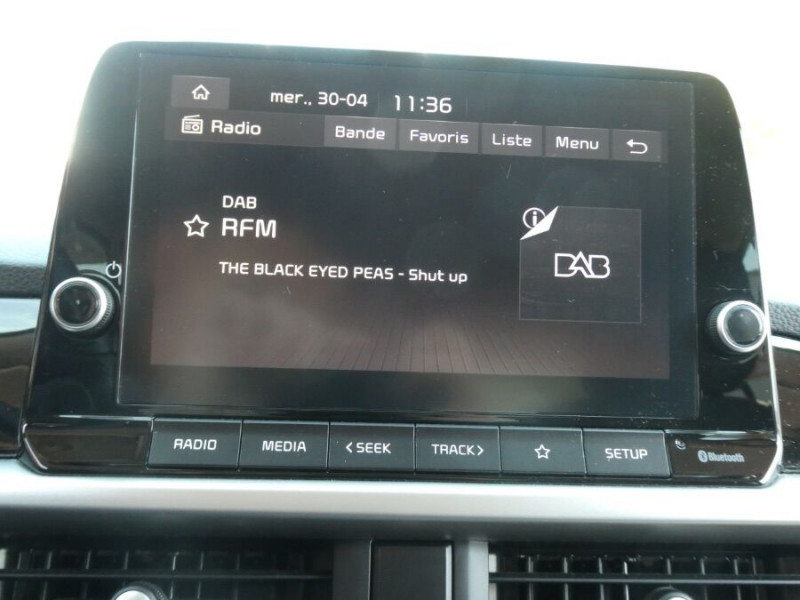 mer., 30-04 11:36
Radio Bande Favoris Liste Menu
DAB
RFM
THE BLACK EYED PEAS - Shut up
DAB
RADIO MEDIA < SEEK TRACK > SETUP
Bluetooth